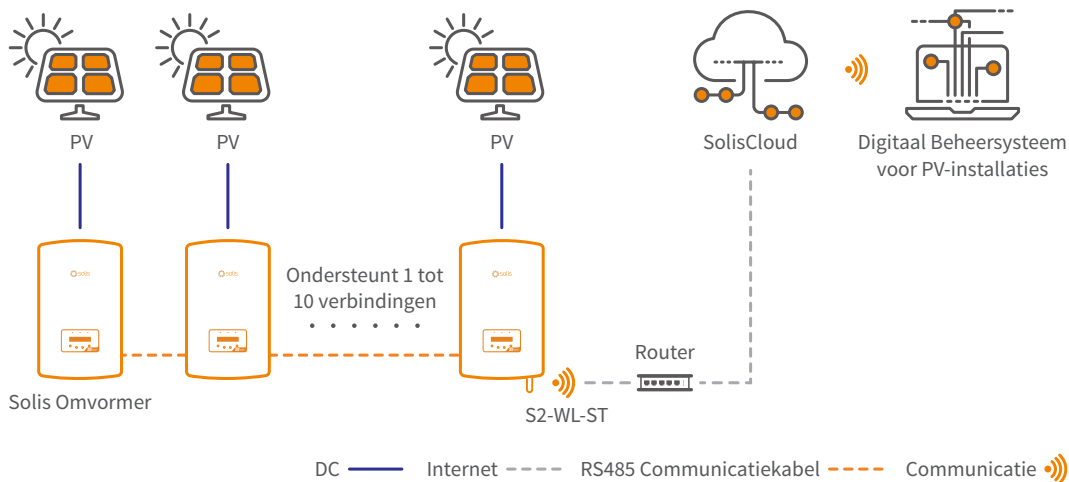 PV
PV
PV
SolisCloud
Digitaal Beheersysteem
voor PV-installaties
solis
solis
solis
Ondersteunt 1 tot
10 verbindingen
Router
Solis Omvormer
S2-WL-ST
DC
Internet
RS485 Communicatiekabel
Communicatie